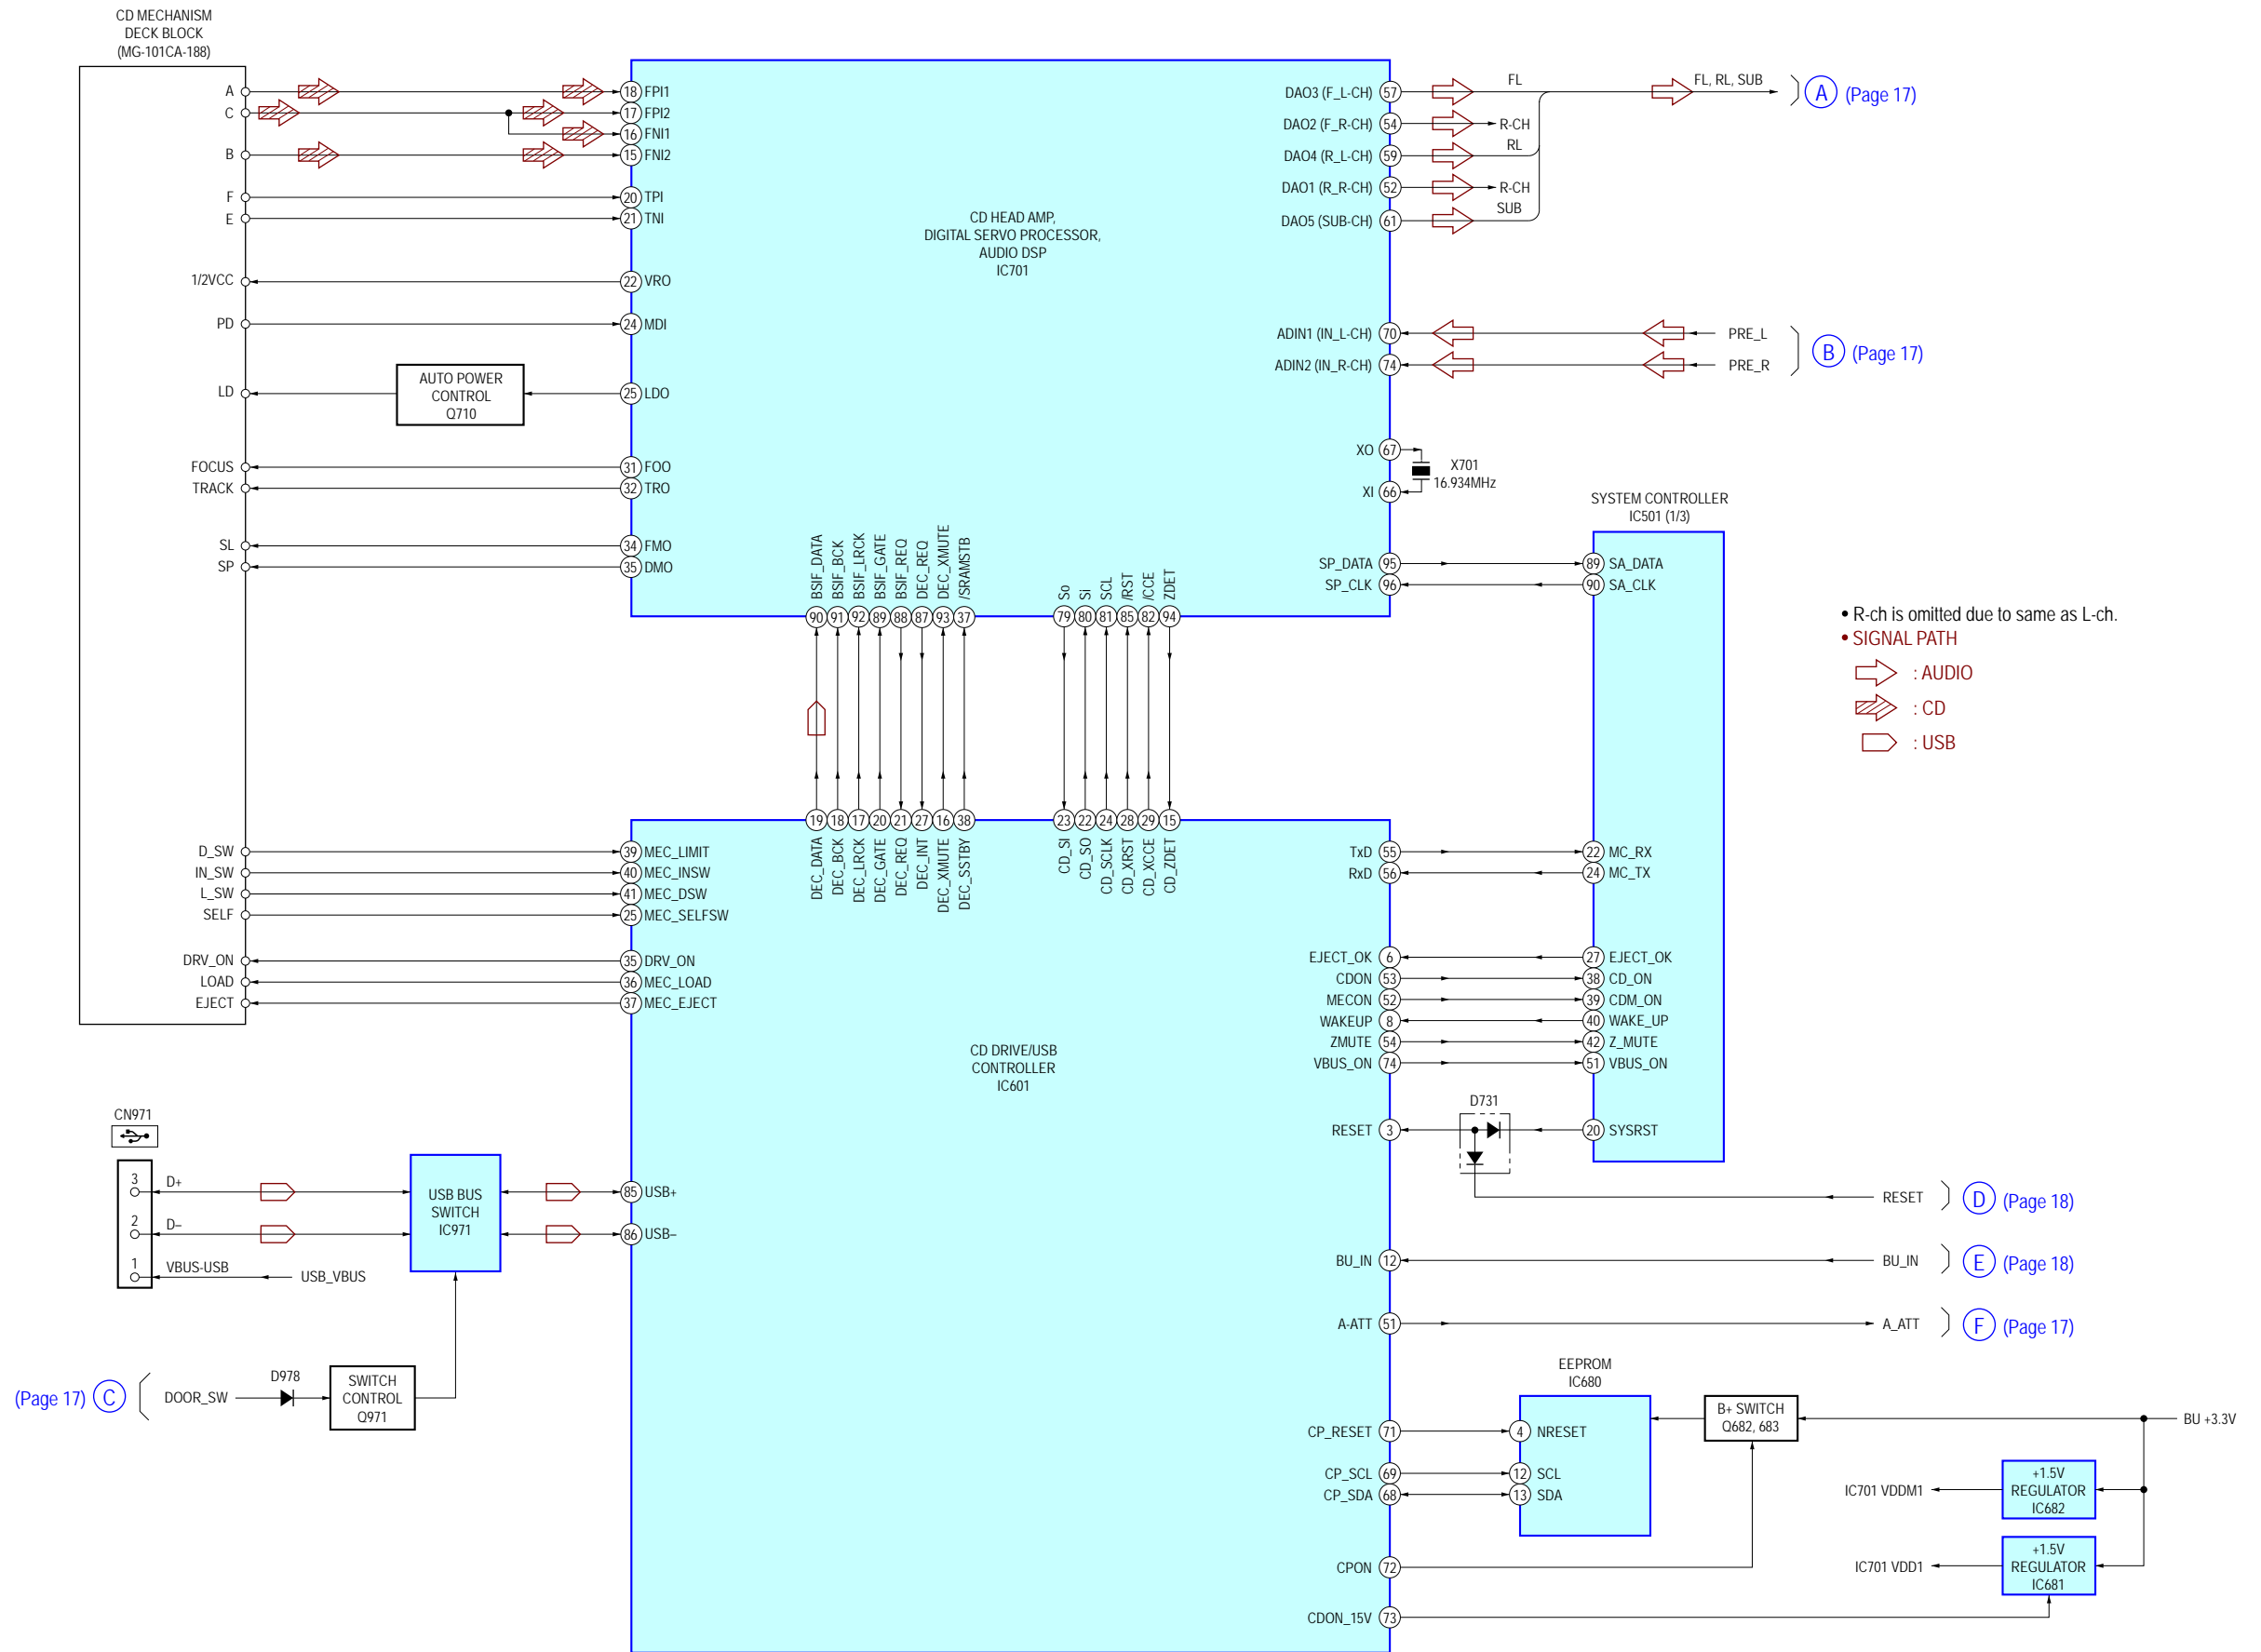 CD MECHANISM
DECK BLOCK
(MG-101CA-188)
A
C
B
F
E
1/2VCC
PD
LD
FOCUS
TRACK
SL
SP
D_SW
IN_SW
L_SW
SELF
DRV_ON
LOAD
EJECT
AUTO POWER
CONTROL
Q710
18 FPI1
17 FPI2
16 FNI1
15 FNI2
20 TPI
21 TNI
22 VRO
24 MDI
25 LDO
31 FOO
32 TRO
34 FMO
35 DMO
CD HEAD AMP,
DIGITAL SERVO PROCESSOR,
AUDIO DSP
IC701
DAO3 (F_L-CH) 57
DAO2 (F_R-CH) 54
DAO4 (R_L-CH) 59
DAO1 (R_R-CH) 52
DAO5 (SUB-CH) 61
FL
R-CH
RL
R-CH
SUB
FL, RL, SUB
A (Page 17)
ADIN1 (IN_L-CH) 70
ADIN2 (IN_R-CH) 74
PRE_L
PRE_R
B (Page 17)
XO 67
XI 66
X701
16.934MHz
SP_DATA 95
SP_CLK 96
BSIF_DATA
BSIF_BCK
BSIF_LRCK
BSIF_GATE
BSIF_REQ
DEC_REQ
DEC_XMUTE
/SRAMSTB
So
Si
SCL
/RST
/CCE
ZDET
90 91 92 89 88 87 93 37
79 80 81 85 82 94
19 18 17 20 21 27 16 38
23 22 24 28 29 15
DEC_DATA
DEC_BCK
DEC_LRCK
DEC_GATE
DEC_REQ
DEC_INT
DEC_XMUTE
DEC_SSTBY
CD_SI
CD_SO
CD_SCLK
CD_XRST
CD_XCCE
CD_ZDET
SYSTEM CONTROLLER
IC501 (1/3)
89 SA_DATA
90 SA_CLK
22 MC_RX
24 MC_TX
27 EJECT_OK
38 CD_ON
39 CDM_ON
40 WAKE_UP
42 Z_MUTE
51 VBUS_ON
20 SYSRST
• R-ch is omitted due to same as L-ch.
• SIGNAL PATH
: AUDIO
: CD
: USB
39 MEC_LIMIT
40 MEC_INSW
41 MEC_DSW
25 MEC_SELFSW
35 DRV_ON
36 MEC_LOAD
37 MEC_EJECT
CD DRIVE/USB
CONTROLLER
IC601
85 USB+
86 USB–
TxD 55
RxD 56
EJECT_OK 6
CDON 53
MECON 52
WAKEUP 8
ZMUTE 54
VBUS_ON 74
RESET 3
BU_IN 12
A-ATT 51
CP_RESET 71
CP_SCL 69
CP_SDA 68
CPON 72
CDON_15V 73
D731
RESET
D (Page 18)
BU_IN
E (Page 18)
A_ATT
F (Page 17)
CN971
3
2
1
D+
D–
VBUS-USB
USB_VBUS
USB BUS
SWITCH
IC971
(Page 17) C
DOOR_SW
D978
SWITCH
CONTROL
Q971
EEPROM
IC680
4 NRESET
12 SCL
13 SDA
B+ SWITCH
Q682, 683
BU +3.3V
+1.5V
REGULATOR
IC682
IC701 VDDM1
+1.5V
REGULATOR
IC681
IC701 VDD1